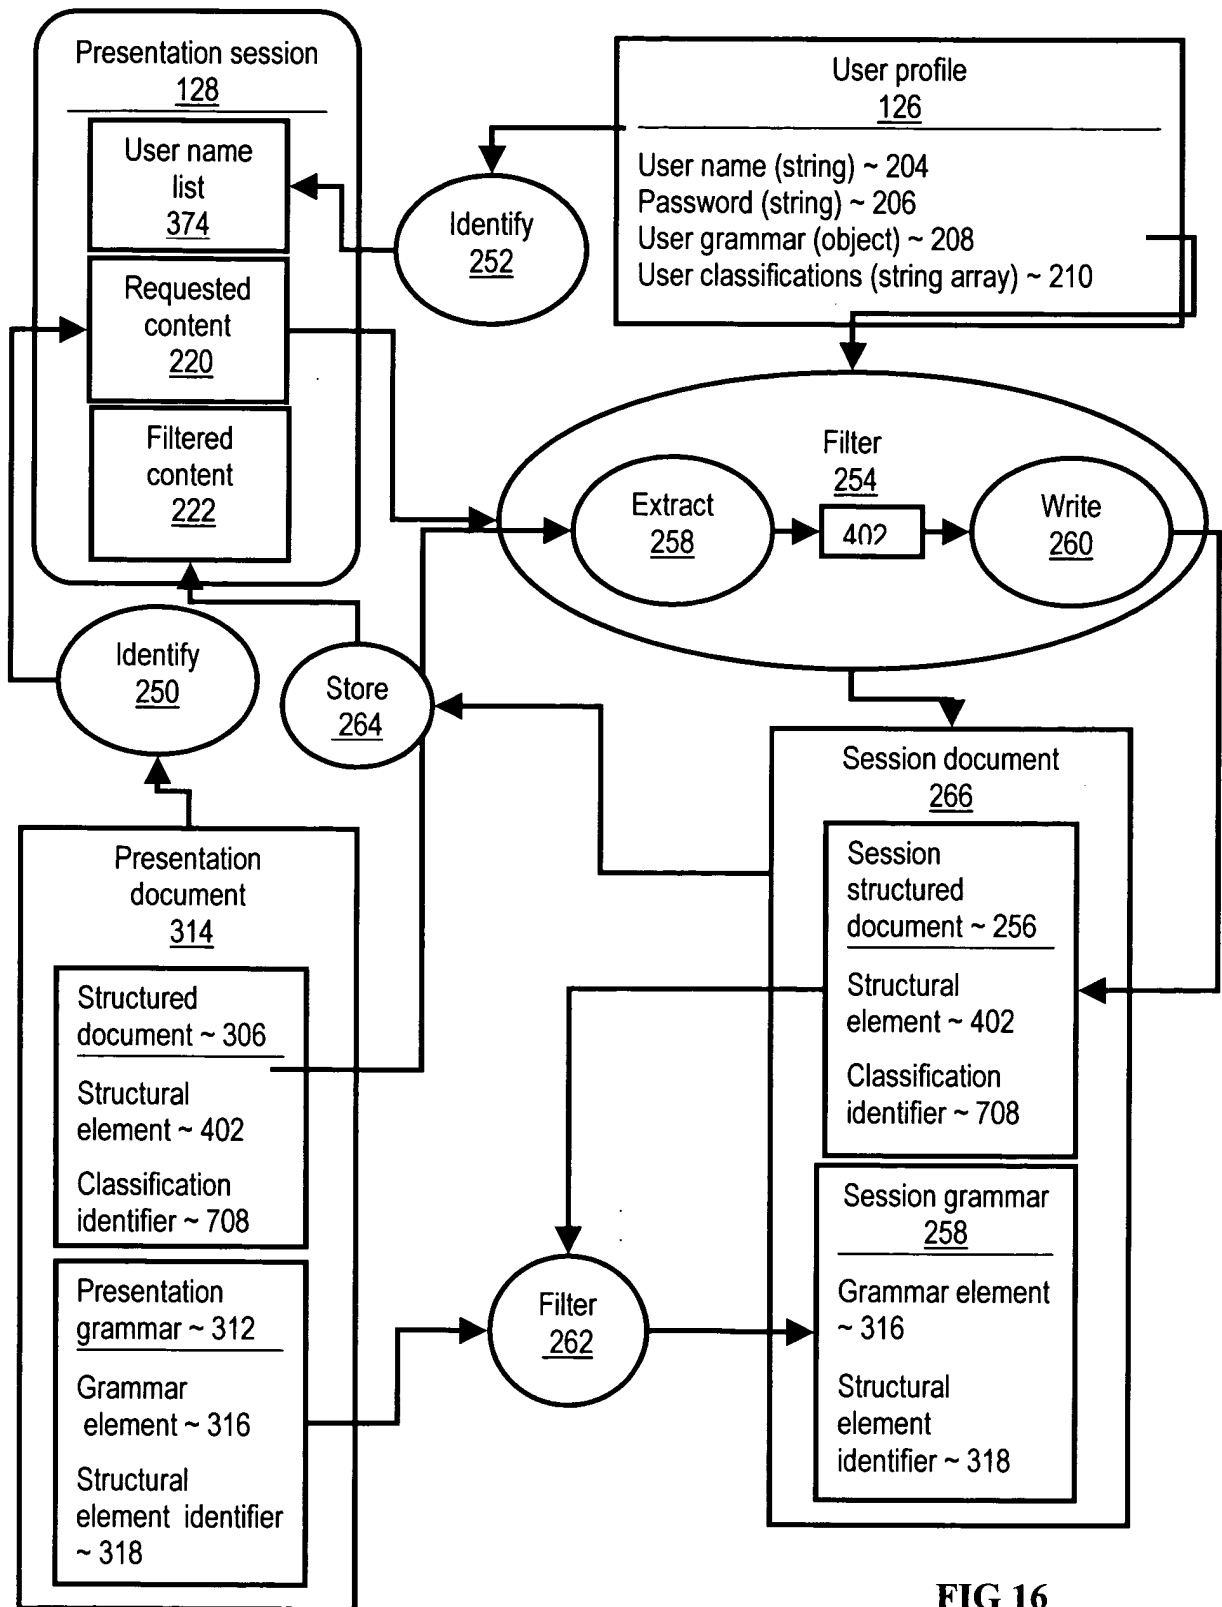 Presentation session
128
User name
list
374
Requested
content
220
Filtered
content
222
User profile
126
User name (string) ~ 204
Password (string) ~ 206
User grammar (object) ~ 208
User classifications (string array) ~ 210
Identify
252
Filter
254
Extract
258
402
Write
260
Identify
250
Store
264
Session document
266
Session
structured
document ~ 256
Structural
element ~ 402
Classification
identifier ~ 708
Session grammar
258
Grammar element
~ 316
Structural
element
identifier ~ 318
Presentation
document
314
Structured
document ~ 306
Structural
element ~ 402
Classification
identifier ~ 708
Presentation
grammar ~ 312
Grammar
element ~ 316
Structural
element identifier
~ 318
Filter
262
FIG 16